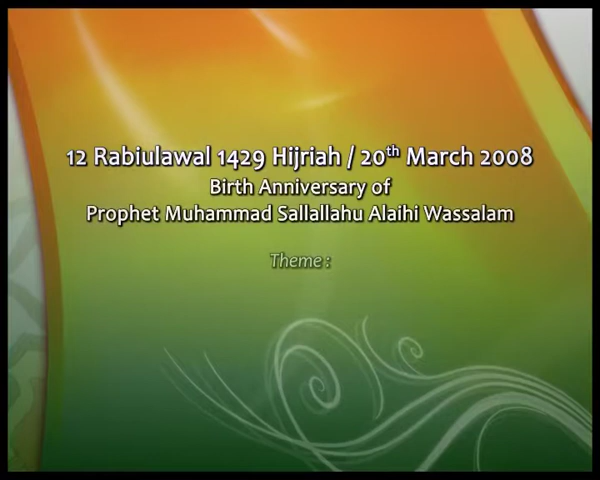 12 Rabiulawal 1429 Hijriah / 20th March 2008
Birth Anniversary of
Prophet Muhammad Sallallahu Alaihi Wassalam
Theme :